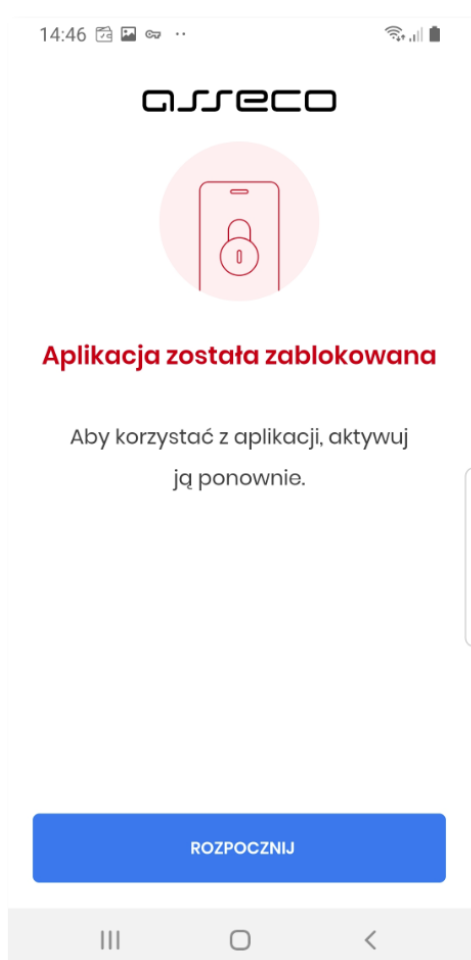 14:46
asseco
Aplikacja została zablokowana
Aby korzystać z aplikacji, aktywuj
ją ponownie.
ROZPOCZNIJ